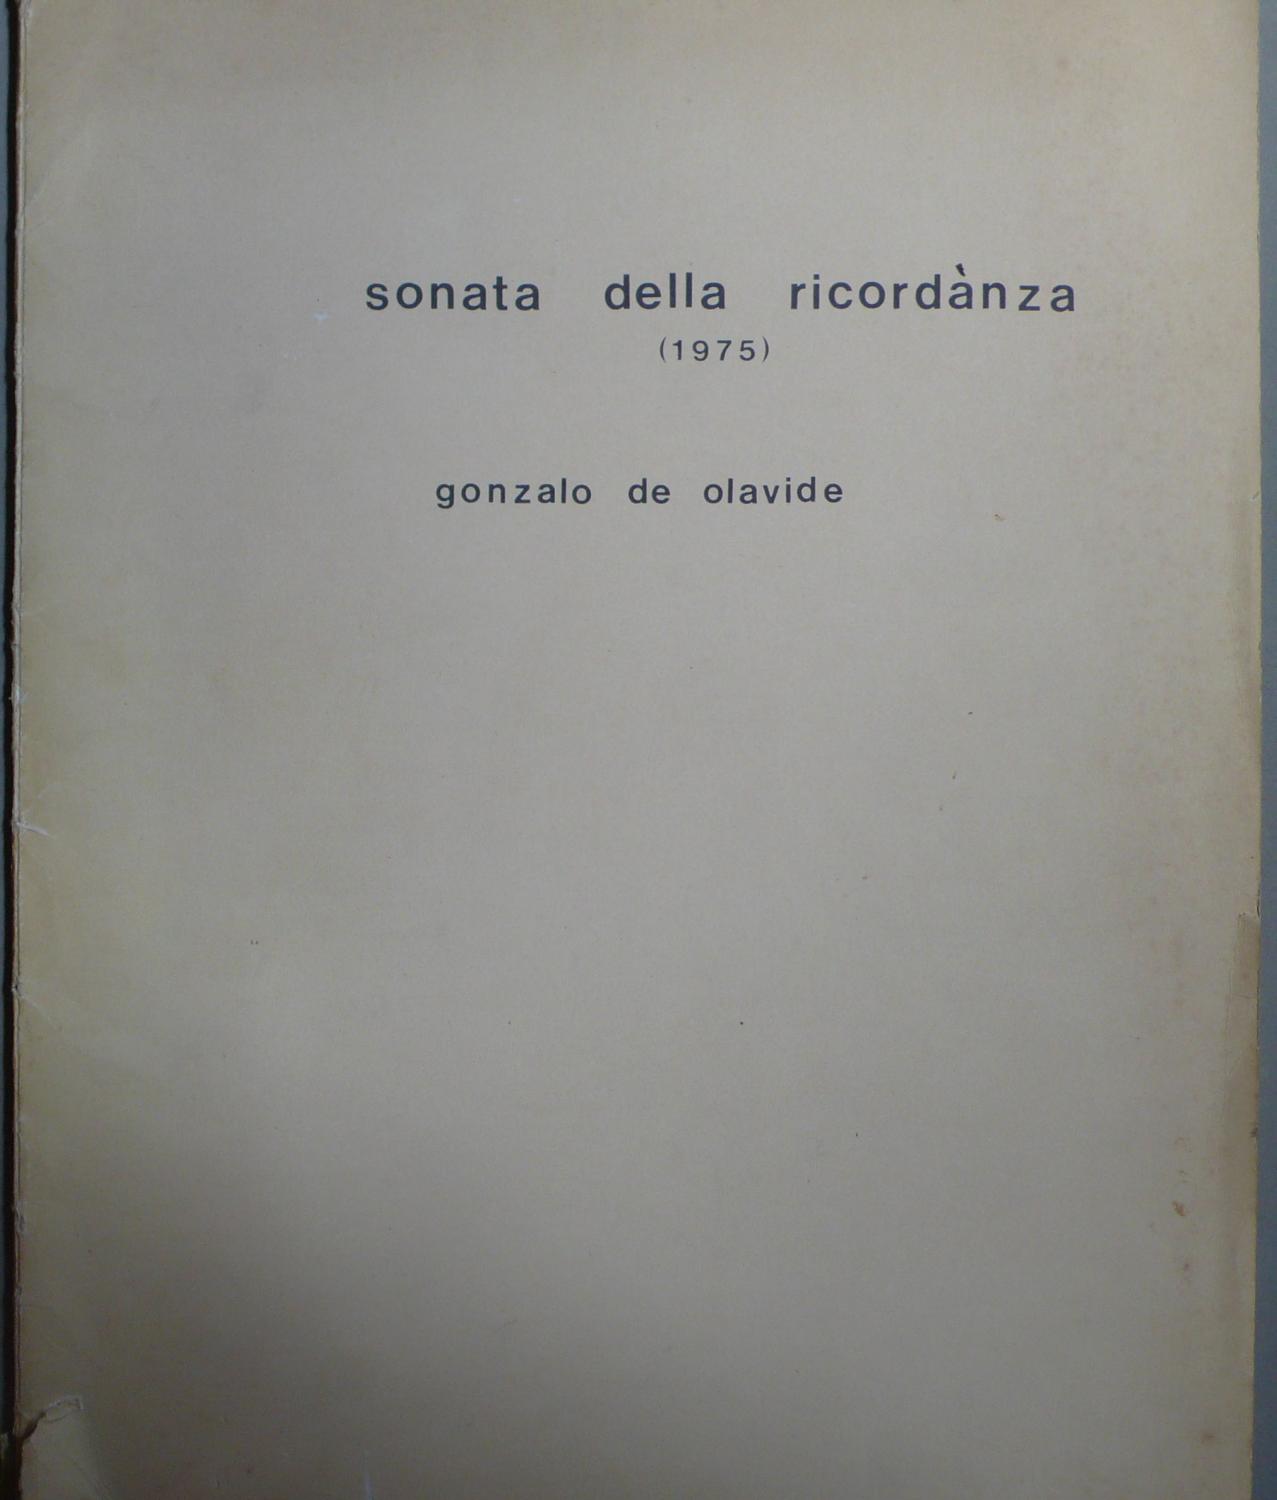 sonata della ricordànza
(1975)
gonzalo de olavide